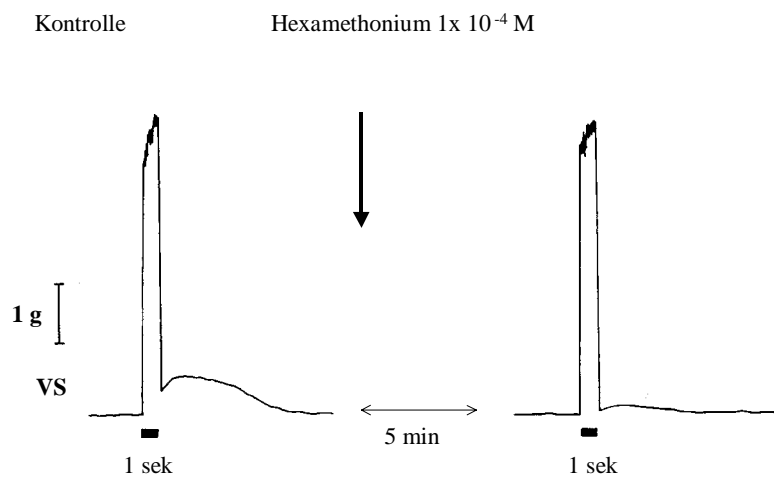 Kontrolle
Hexamethonium 1x 10⁻⁴ M
1 g
VS
5 min
1 sek
1 sek